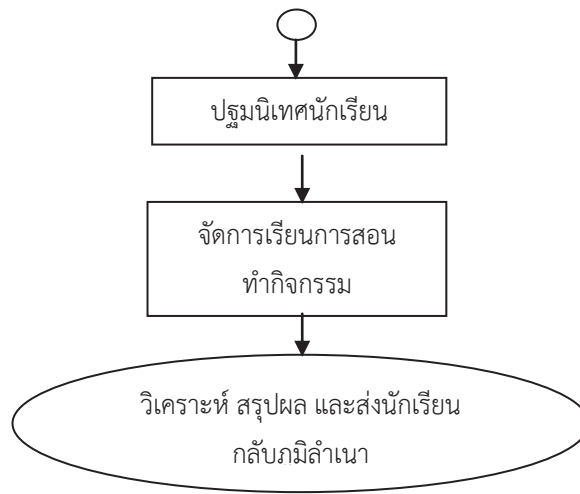 ปฐมนิเทศนักเรียน
จัดการเรียนการสอน
ทำกิจกรรม
วิเคราะห์ สรุปผล และส่งนักเรียน
กลับภูมิลำเนา